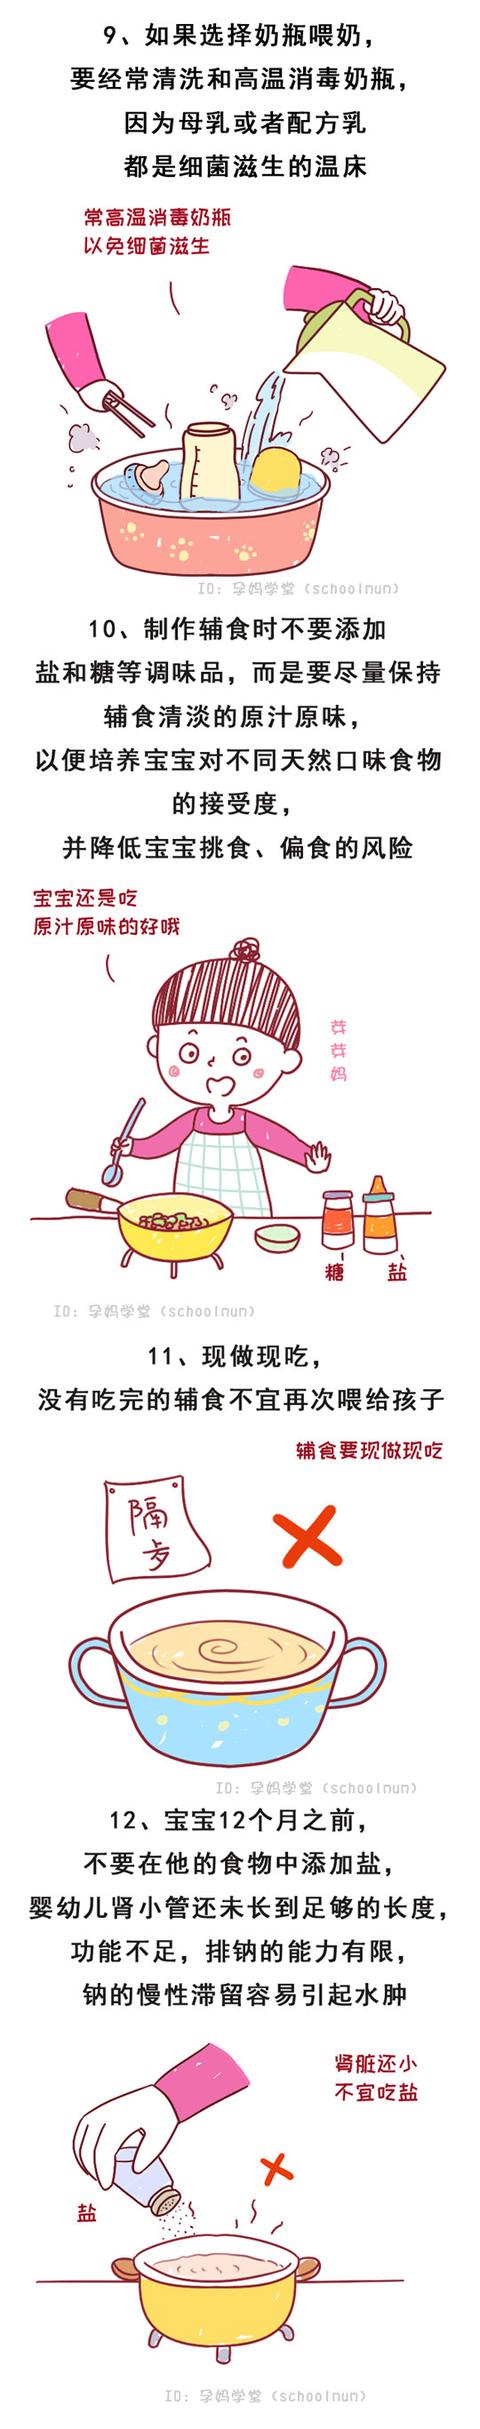 9、如果选择奶瓶喂奶，
要经常清洗和高温消毒奶瓶，
因为母乳或者配方乳
都是细菌滋生的温床
常高温消毒奶瓶
以免细菌滋生
ID：孕妈学堂（schoolmum）
10、制作辅食时不要添加
盐和糖等调味品，而是要尽量保持
辅食清淡的原汁原味，
以便培养宝宝对不同天然口味食物
的接受度，
并降低宝宝挑食、偏食的风险
宝宝还是吃
原汁原味的好哦
芽
芽
妈
糖
盐
ID：孕妈学堂（schoolmum）
11、现做现吃，
没有吃完的辅食不宜再次喂给孩子
辅食要现做现吃
隔
夕
ID：孕妈学堂（schoolmum）
12、宝宝12个月之前，
不要在他的食物中添加盐，
婴幼儿肾小管还未长到足够的长度，
功能不足，排钠的能力有限，
钠的慢性滞留容易引起水肿
肾脏还小
不宜吃盐
盐
ID：孕妈学堂（schoolmum）